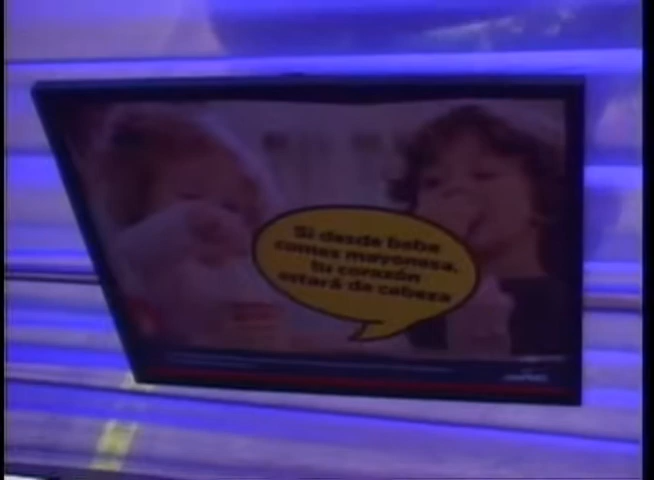 Si desde bebe
comes mayonesa,
tu corazón
estará de cabeza